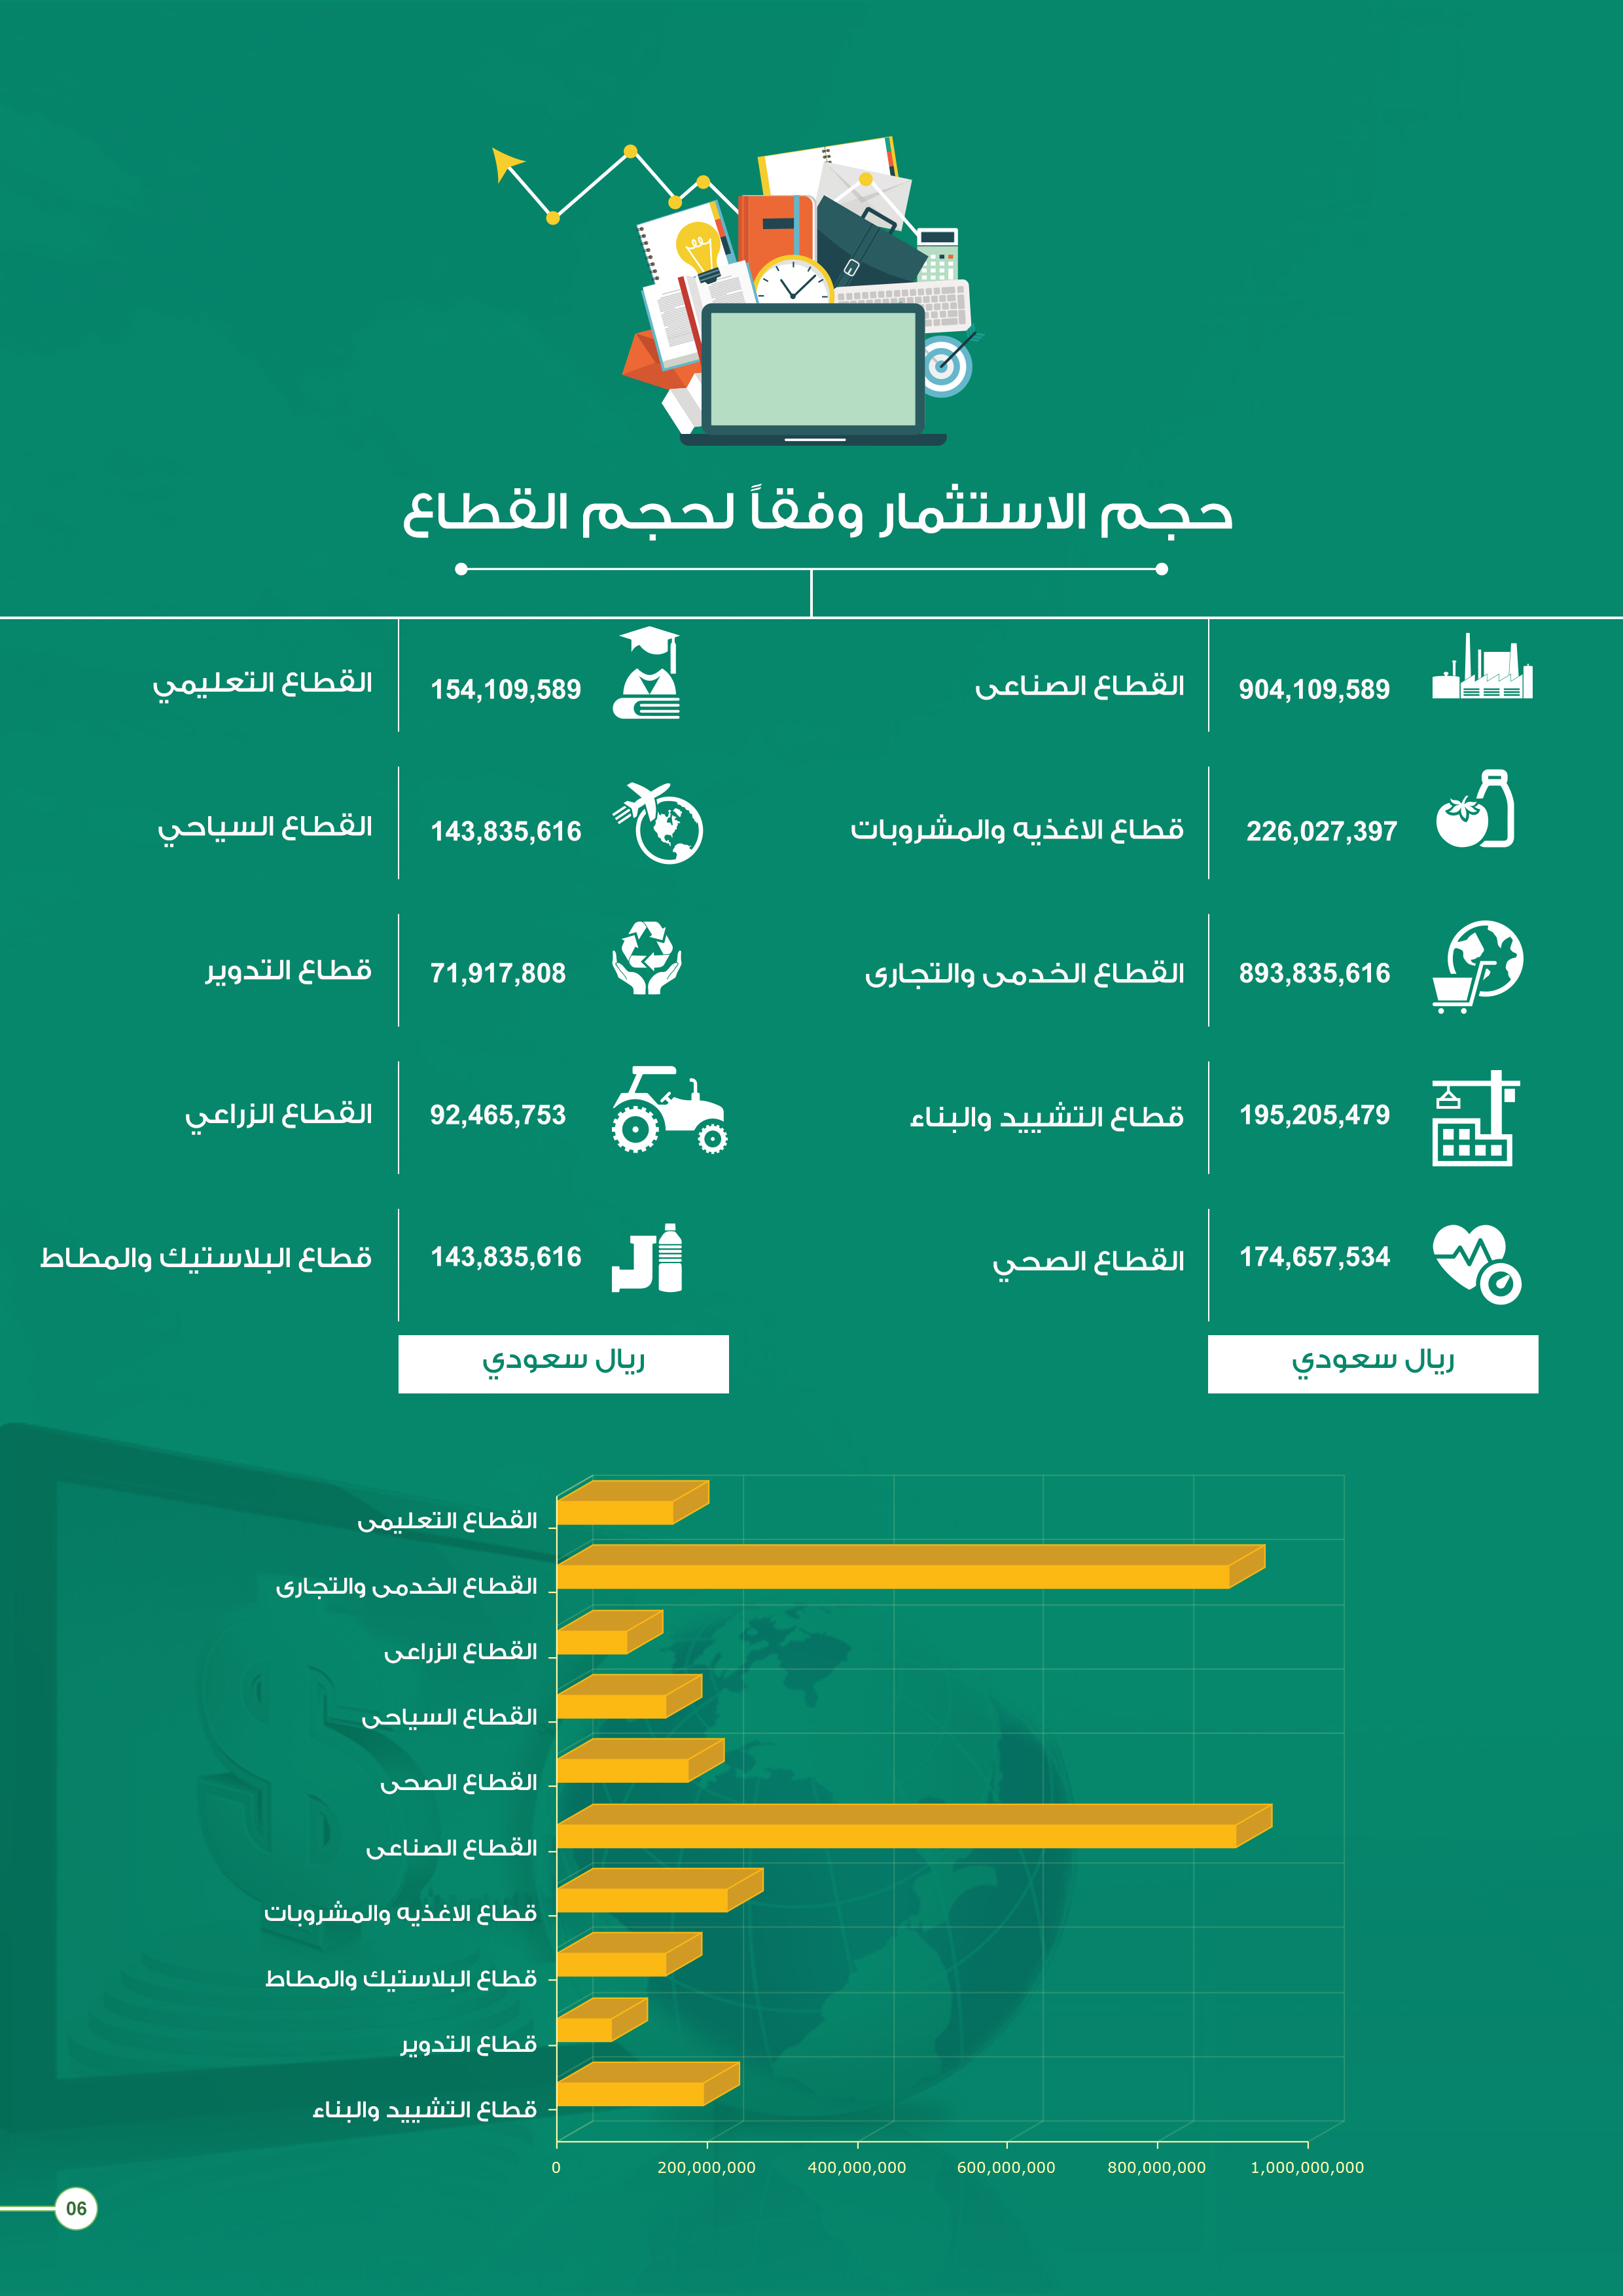 حجم الاستثمار وفقاً لحجم القطاع
904,109,589 القطاع الصناعى
226,027,397 قطاع الاغذيه والمشروبات
893,835,616 القطاع الخدمى والتجارى
195,205,479 قطاع التشييد والبناء
174,657,534 القطاع الصحي
ريال سعودي
154,109,589 القطاع التعليمي
143,835,616 القطاع السياحي
71,917,808 قطاع التدوير
92,465,753 القطاع الزراعي
143,835,616 قطاع البلاستيك والمطاط
ريال سعودي
القطاع التعليمى
القطاع الخدمى والتجارى
القطاع الزراعى
القطاع السياحى
القطاع الصحى
القطاع الصناعى
قطاع الاغذيه والمشروبات
قطاع البلاستيك والمطاط
قطاع التدوير
قطاع التشييد والبناء
0 200,000,000 400,000,000 600,000,000 800,000,000 1,000,000,000
06